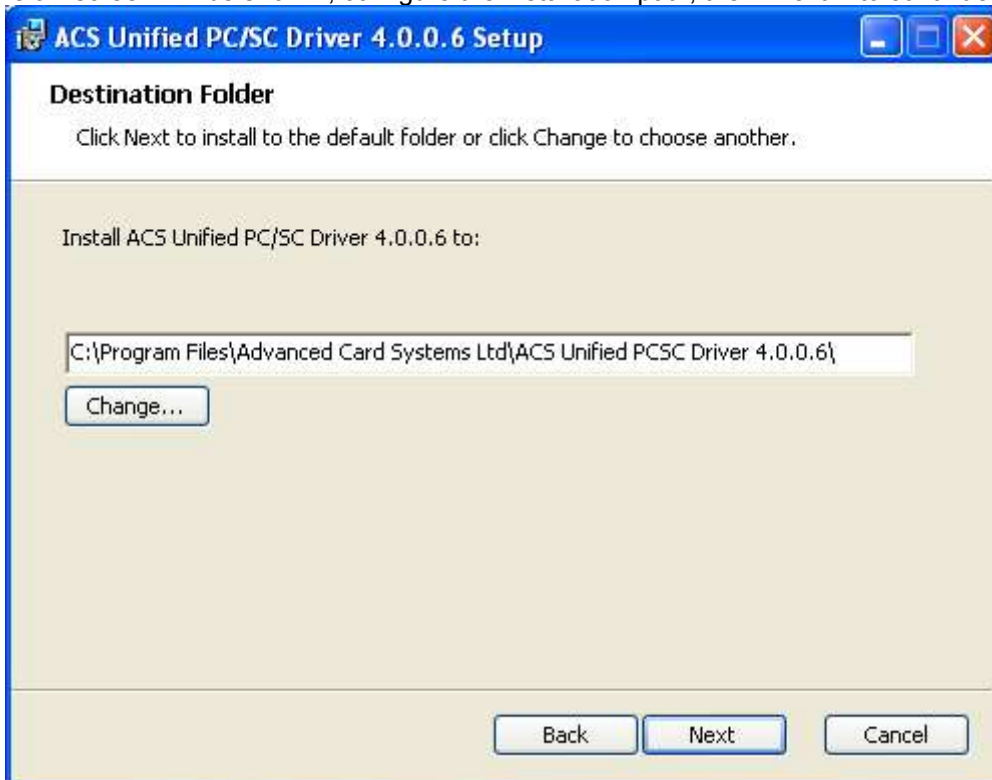 ACS Unified PC/SC Driver 4.0.0.6 Setup
Destination Folder
Click Next to install to the default folder or click Change to choose another.
Install ACS Unified PC/SC Driver 4.0.0.6 to:
C:\Program Files\Advanced Card Systems Ltd\ACS Unified PCSC Driver 4.0.0.6\
Change...
Back Next Cancel